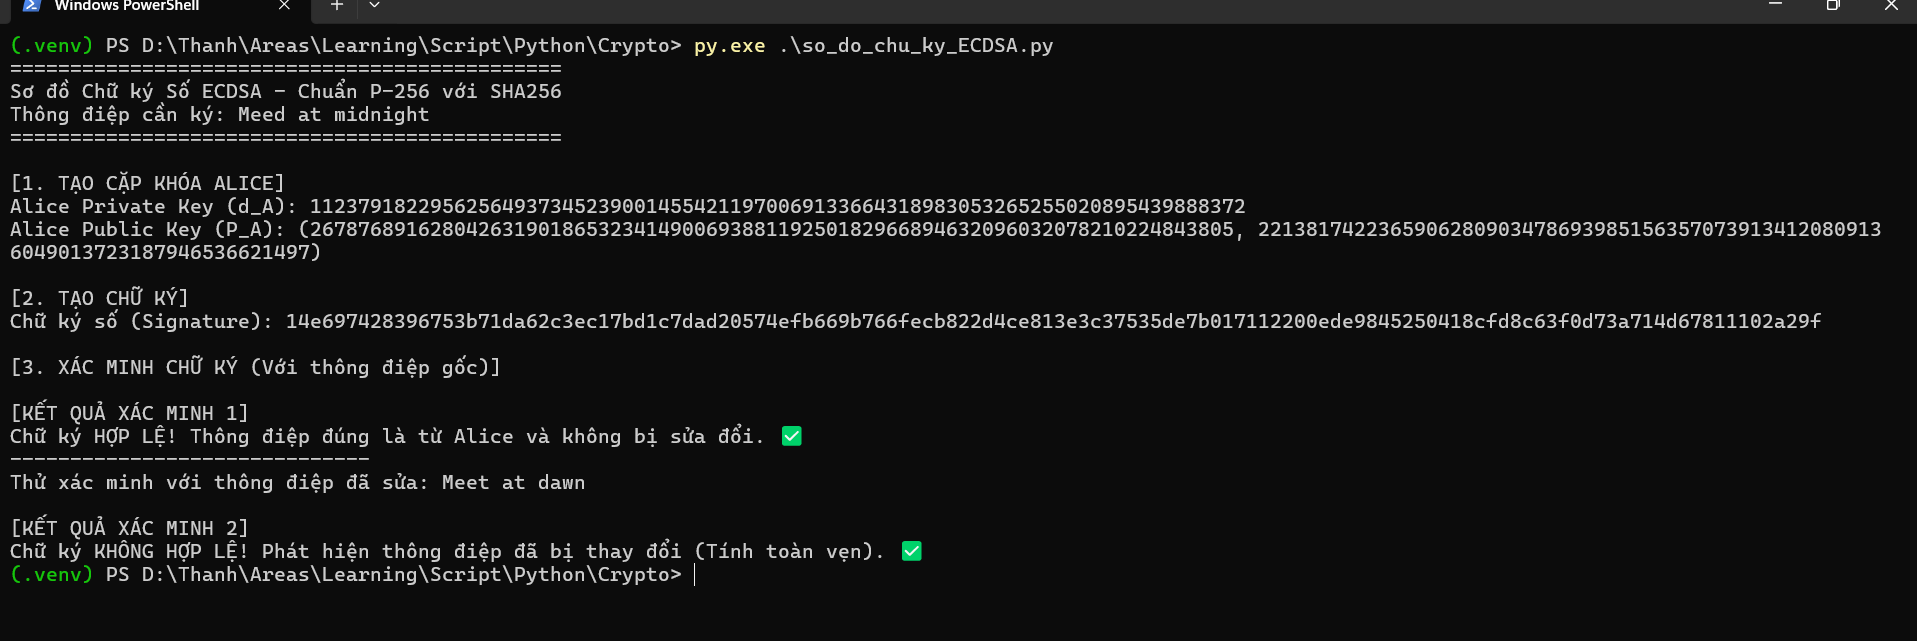 Windows PowerShell
(.venv) PS D:\Thanh\Areas\Learning\Script\Python\Crypto> py.exe .\so_do_chu_ky_ECDSA.py
==============================================
Sơ đồ Chữ ký Số ECDSA - Chuẩn P-256 với SHA256
Thông điệp cần ký: Meed at midnight
==============================================
[1. TẠO CẶP KHÓA ALICE]
Alice Private Key (d_A): 112379182295625649373452390014554211970069133664318983053265255020895439888372
Alice Public Key (P_A): (26787689162804263190186532341490069388119250182966894632096032078210224843805, 2213817422365906280903478693985156357073913412080913
6049013723187946536621497)
[2. TẠO CHỮ KÝ]
Chữ ký số (Signature): 14e697428396753b71da62c3ec17bd1c7dad20574efb669b766fecb822d4ce813e3c37535de7b017112200ede9845250418cfd8c63f0d73a714d67811102a29f
[3. XÁC MINH CHỮ KÝ (Với thông điệp gốc)]
[KẾT QUẢ XÁC MINH 1]
Chữ ký HỢP LỆ! Thông điệp đúng là từ Alice và không bị sửa đổi. ✅
------------------------------
Thử xác minh với thông điệp đã sửa: Meet at dawn
[KẾT QUẢ XÁC MINH 2]
Chữ ký KHÔNG HỢP LỆ! Phát hiện thông điệp đã bị thay đổi (Tính toàn vẹn). ✅
(.venv) PS D:\Thanh\Areas\Learning\Script\Python\Crypto>